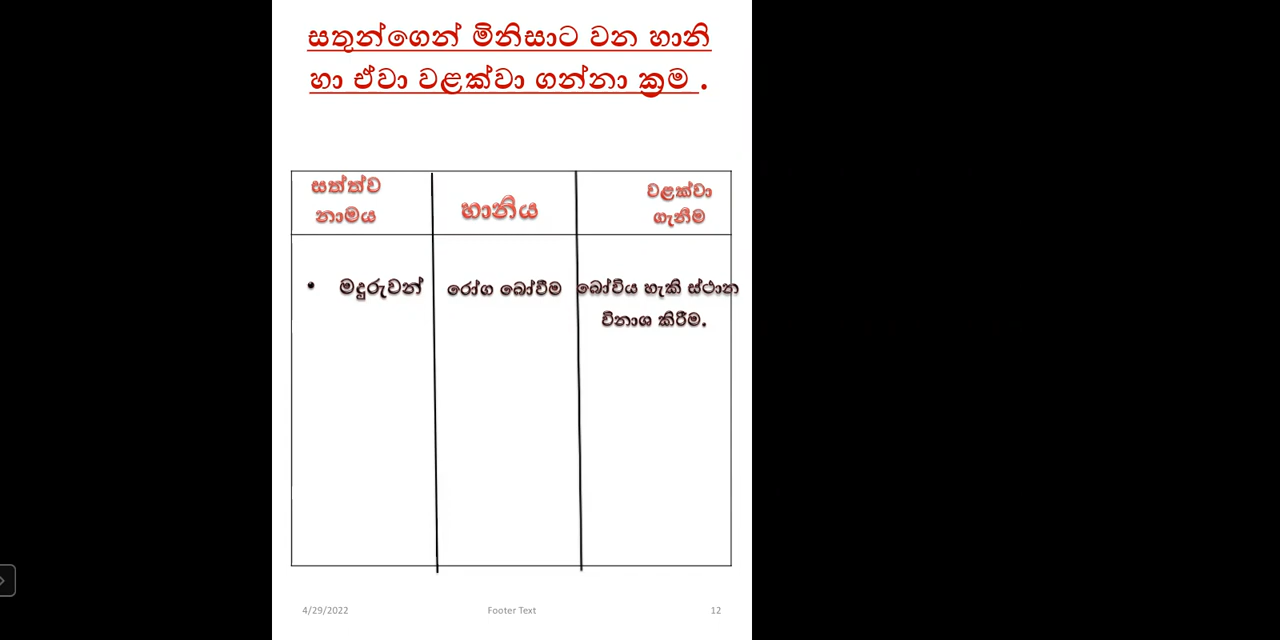 සතුන්ගෙන් මිනිසාට වන හානි
හා ඒවා වළක්වා ගන්නා ක්‍රම .
සත්ත්ව
නාමය
හානිය
වළක්වා
ගැනීම
• මදුරුවන්
රෝග බෝවීම
බෝවිය හැකි ස්ථාන
විනාශ කිරීම.
4/29/2022
Footer Text
12